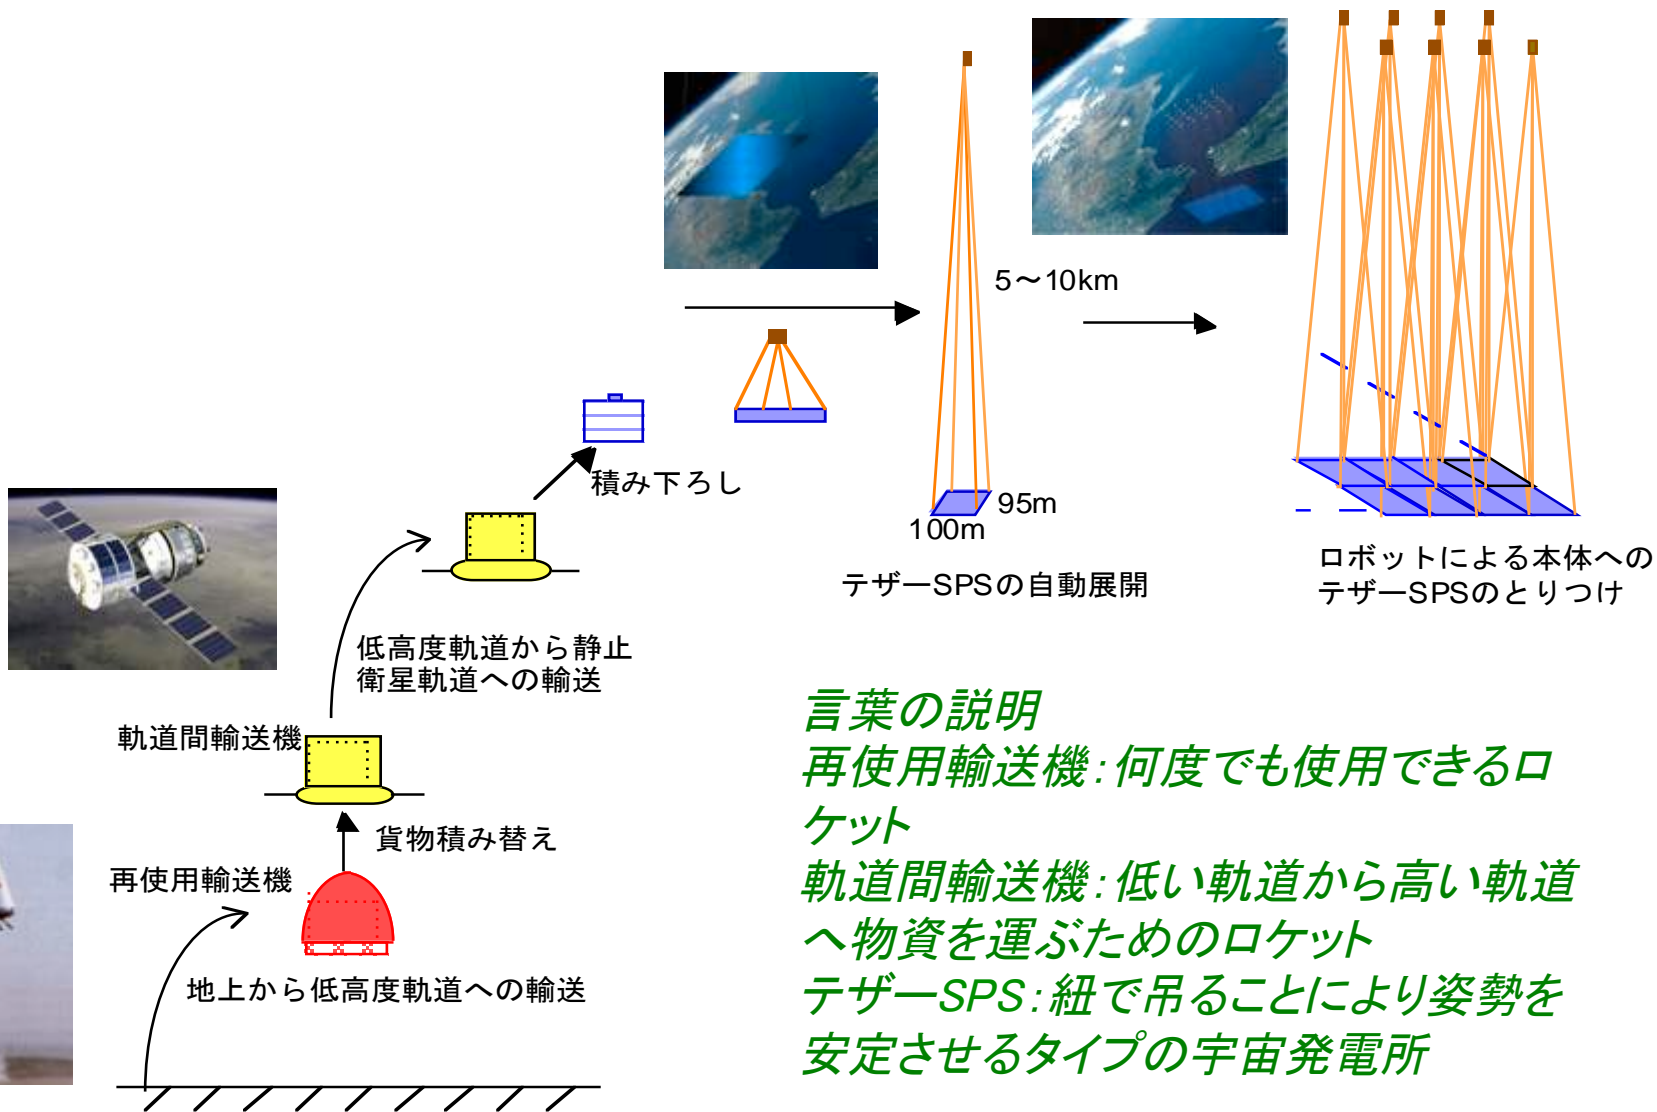 5～10km
積み下ろし
95m
100m
テザーSPSの自動展開
ロボットによる本体への
テザーSPSのとりつけ
低高度軌道から静止
衛星軌道への輸送
軌道間輸送機
貨物積み替え
再使用輸送機
地上から低高度軌道への輸送
言葉の説明
再使用輸送機：何度でも使用できるロ
ケット
軌道間輸送機：低い軌道から高い軌道
へ物資を運ぶためのロケット
テザーSPS：紐で吊ることにより姿勢を
安定させるタイプの宇宙発電所